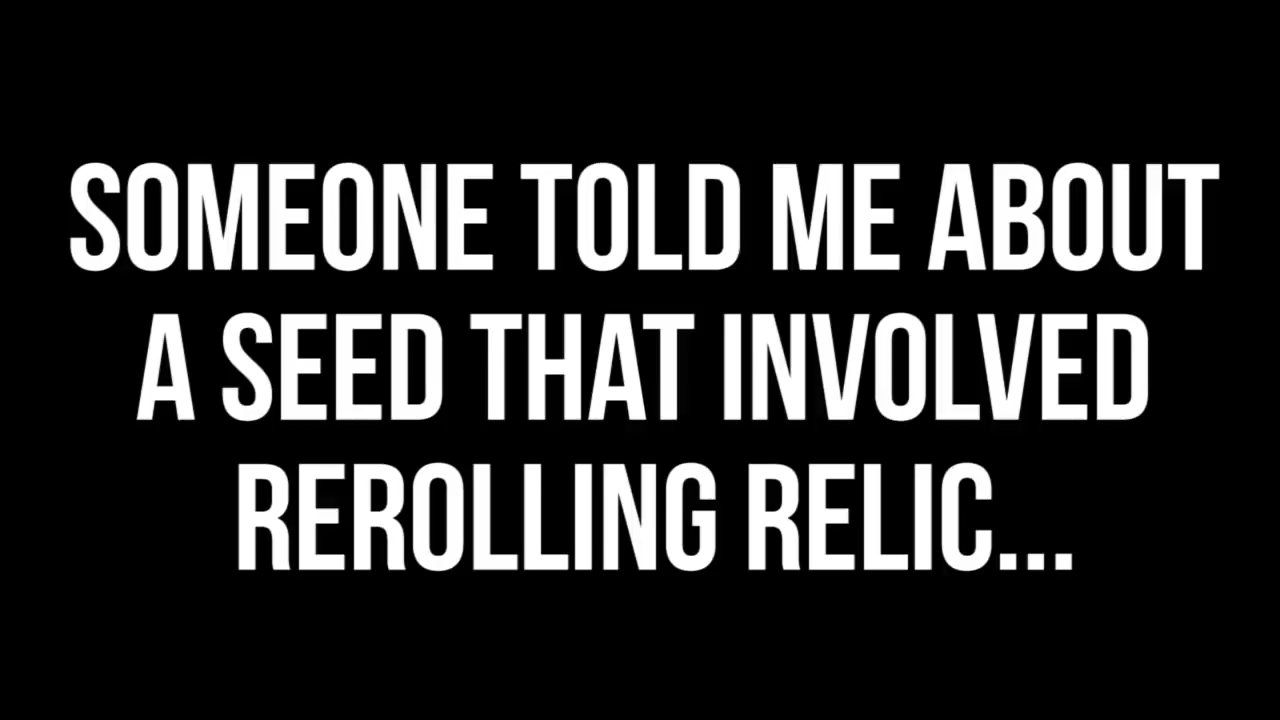 SOMEONE TOLD ME ABOUT
A SEED THAT INVOLVED
REROLLING RELIC...